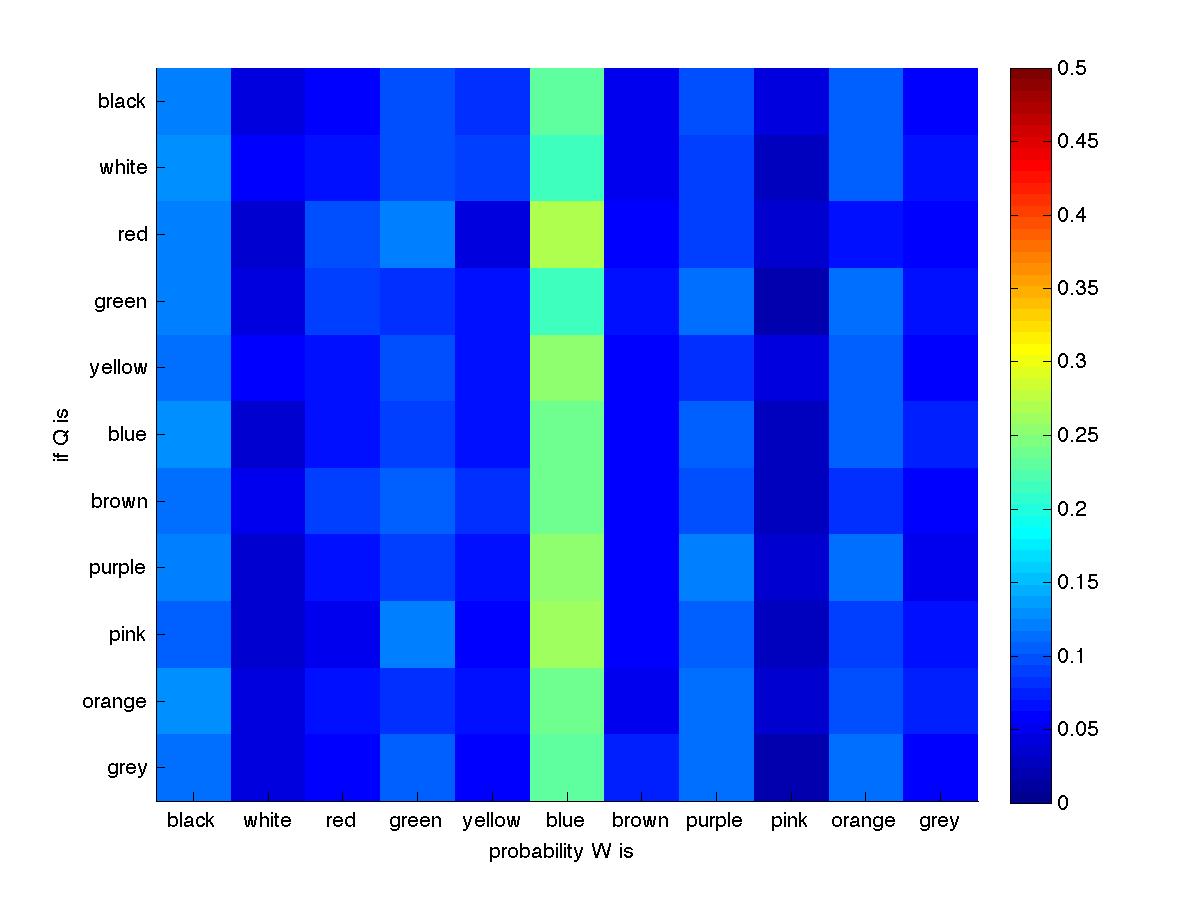 if Q is
black
white
red
green
yellow
blue
brown
purple
pink
orange
grey
black white red green yellow blue brown purple pink orange grey
probability W is
0.5
0.45
0.4
0.35
0.3
0.25
0.2
0.15
0.1
0.05
0